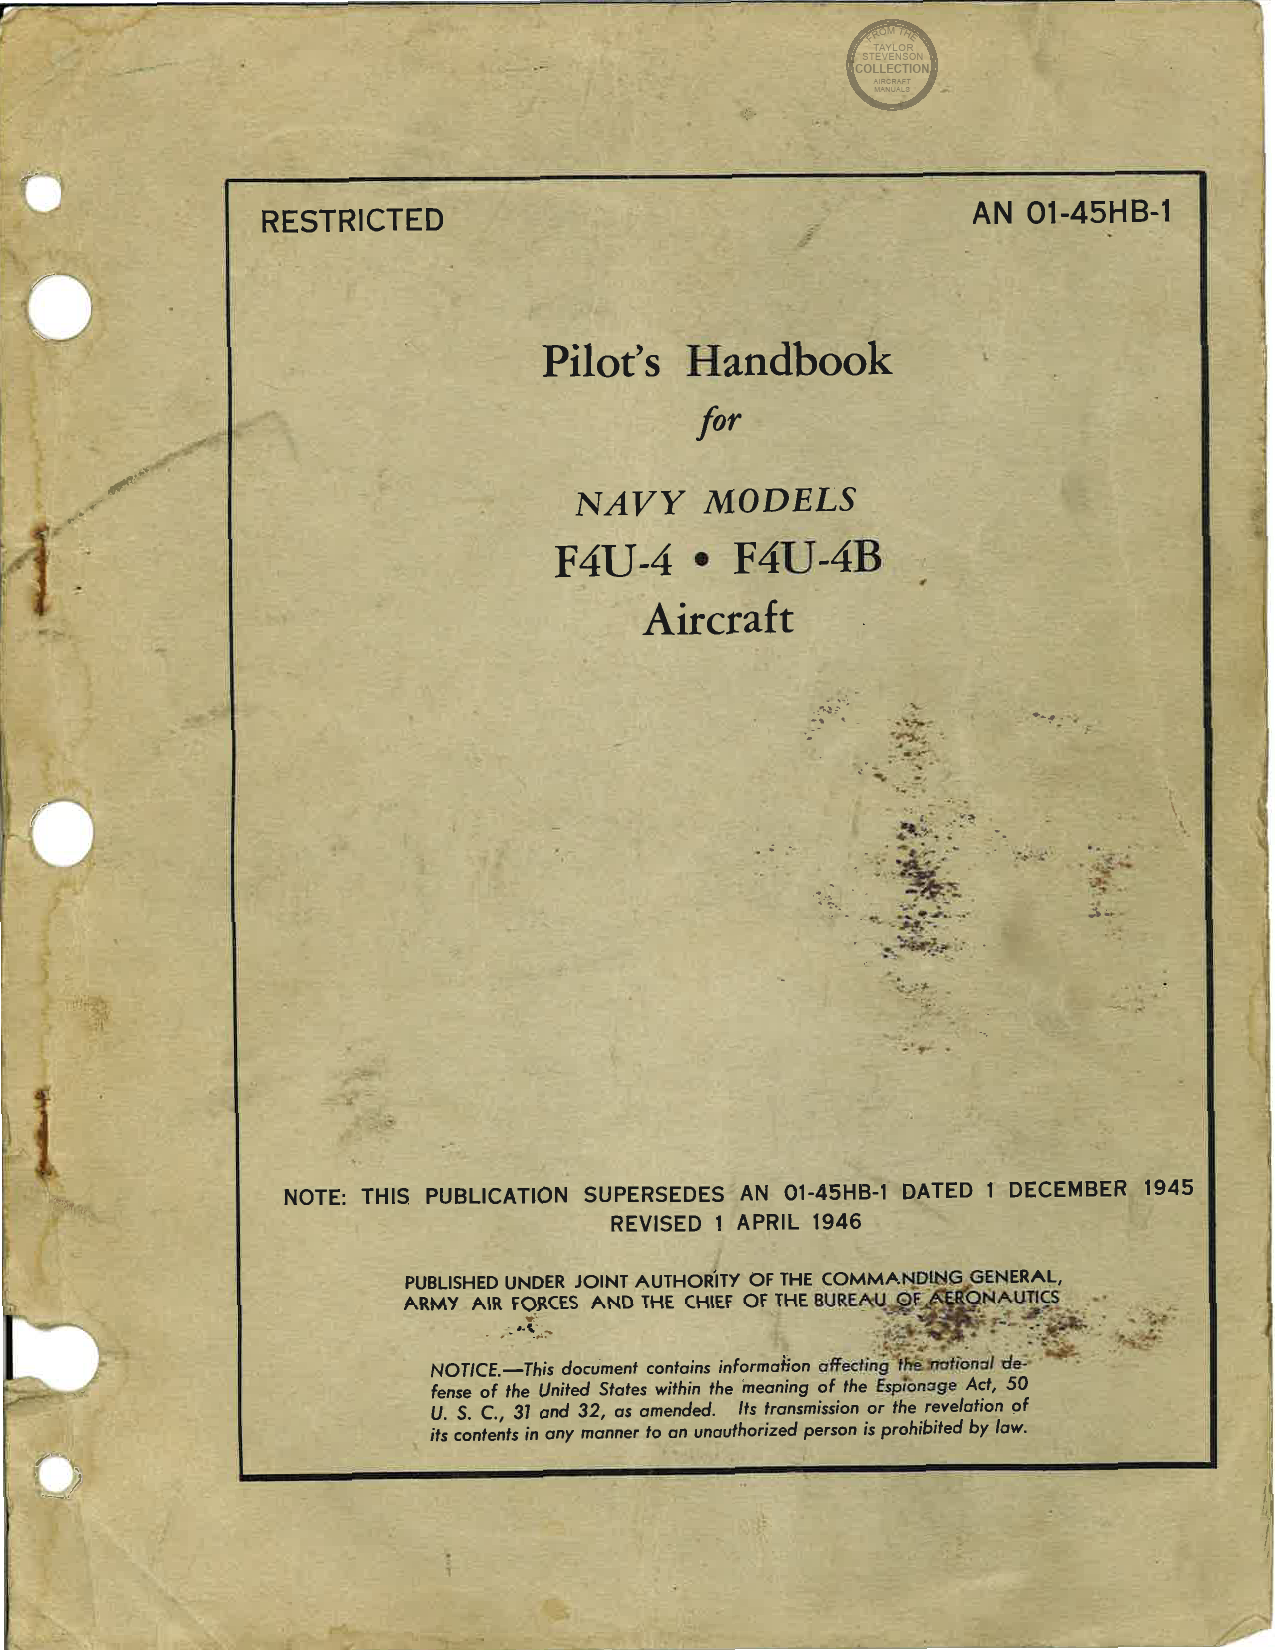 FROM THE
TAYLOR
STEVENSON
COLLECTION
AIRCRAFT
MANUALS
RESTRICTED
AN 01-45HB-1
Pilot's Handbook
for
NAVY MODELS
F4U-4 • F4U-4B
Aircraft
NOTE: THIS PUBLICATION SUPERSEDES AN 01-45HB-1 DATED 1 DECEMBER 1945
REVISED 1 APRIL 1946
PUBLISHED UNDER JOINT AUTHORITY OF THE COMMANDING GENERAL,
ARMY AIR FORCES AND THE CHIEF OF THE BUREAU OF AERONAUTICS
NOTICE.—This document contains information affecting the national de-
fense of the United States within the meaning of the Espionage Act, 50
U. S. C., 31 and 32, as amended. Its transmission or the revelation of
its contents in any manner to an unauthorized person is prohibited by law.